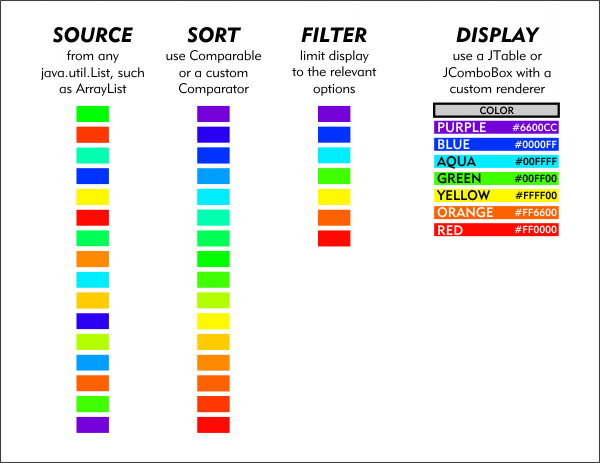 SOURCE
from any
java.util.List, such
as ArrayList
SORT
use Comparable
or a custom
Comparator
FILTER
limit display
to the relevant
options
DISPLAY
use a JTable or
JComboBox with a
custom renderer
COLOR
PURPLE #6600CC
BLUE #0000FF
AQUA #00FFFF
GREEN #00FF00
YELLOW #FFFF00
ORANGE #FF6600
RED #FF0000